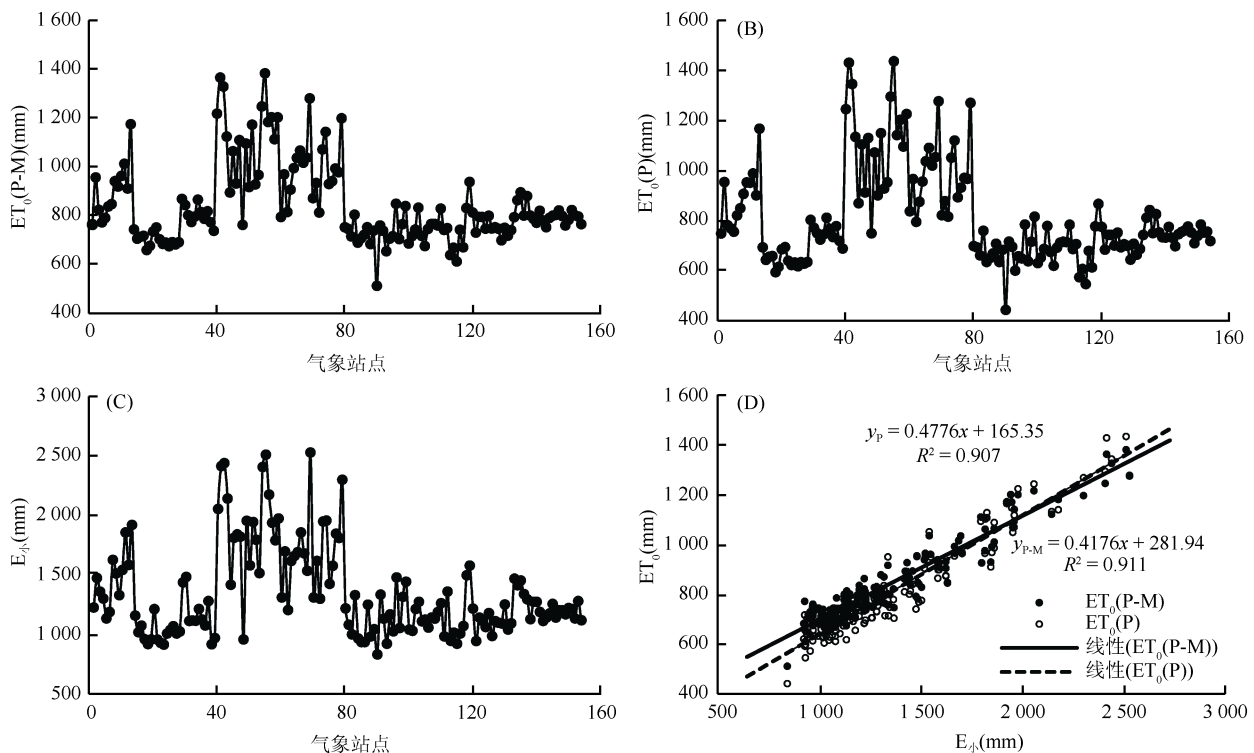 1 600
1 400
1 200
1 000
800
600
400
ET₀(P-M)(mm)
0 40 80 120 160
气象站点
(B)
1 600
1 400
1 200
1 000
800
600
400
ET₀(P)(mm)
0 40 80 120 160
气象站点
(C)
3 000
2 500
2 000
1 500
1 000
500
E小(mm)
0 40 80 120 160
气象站点
(D)
1 600
1 400
1 200
1 000
800
600
400
ET₀(mm)
yP = 0.4776x + 165.35
R² = 0.907
yP-M = 0.4176x + 281.94
R² = 0.911
ET₀(P-M)
ET₀(P)
线性(ET₀(P-M))
线性(ET₀(P))
500 1 000 1 500 2 000 2 500 3 000
E小(mm)